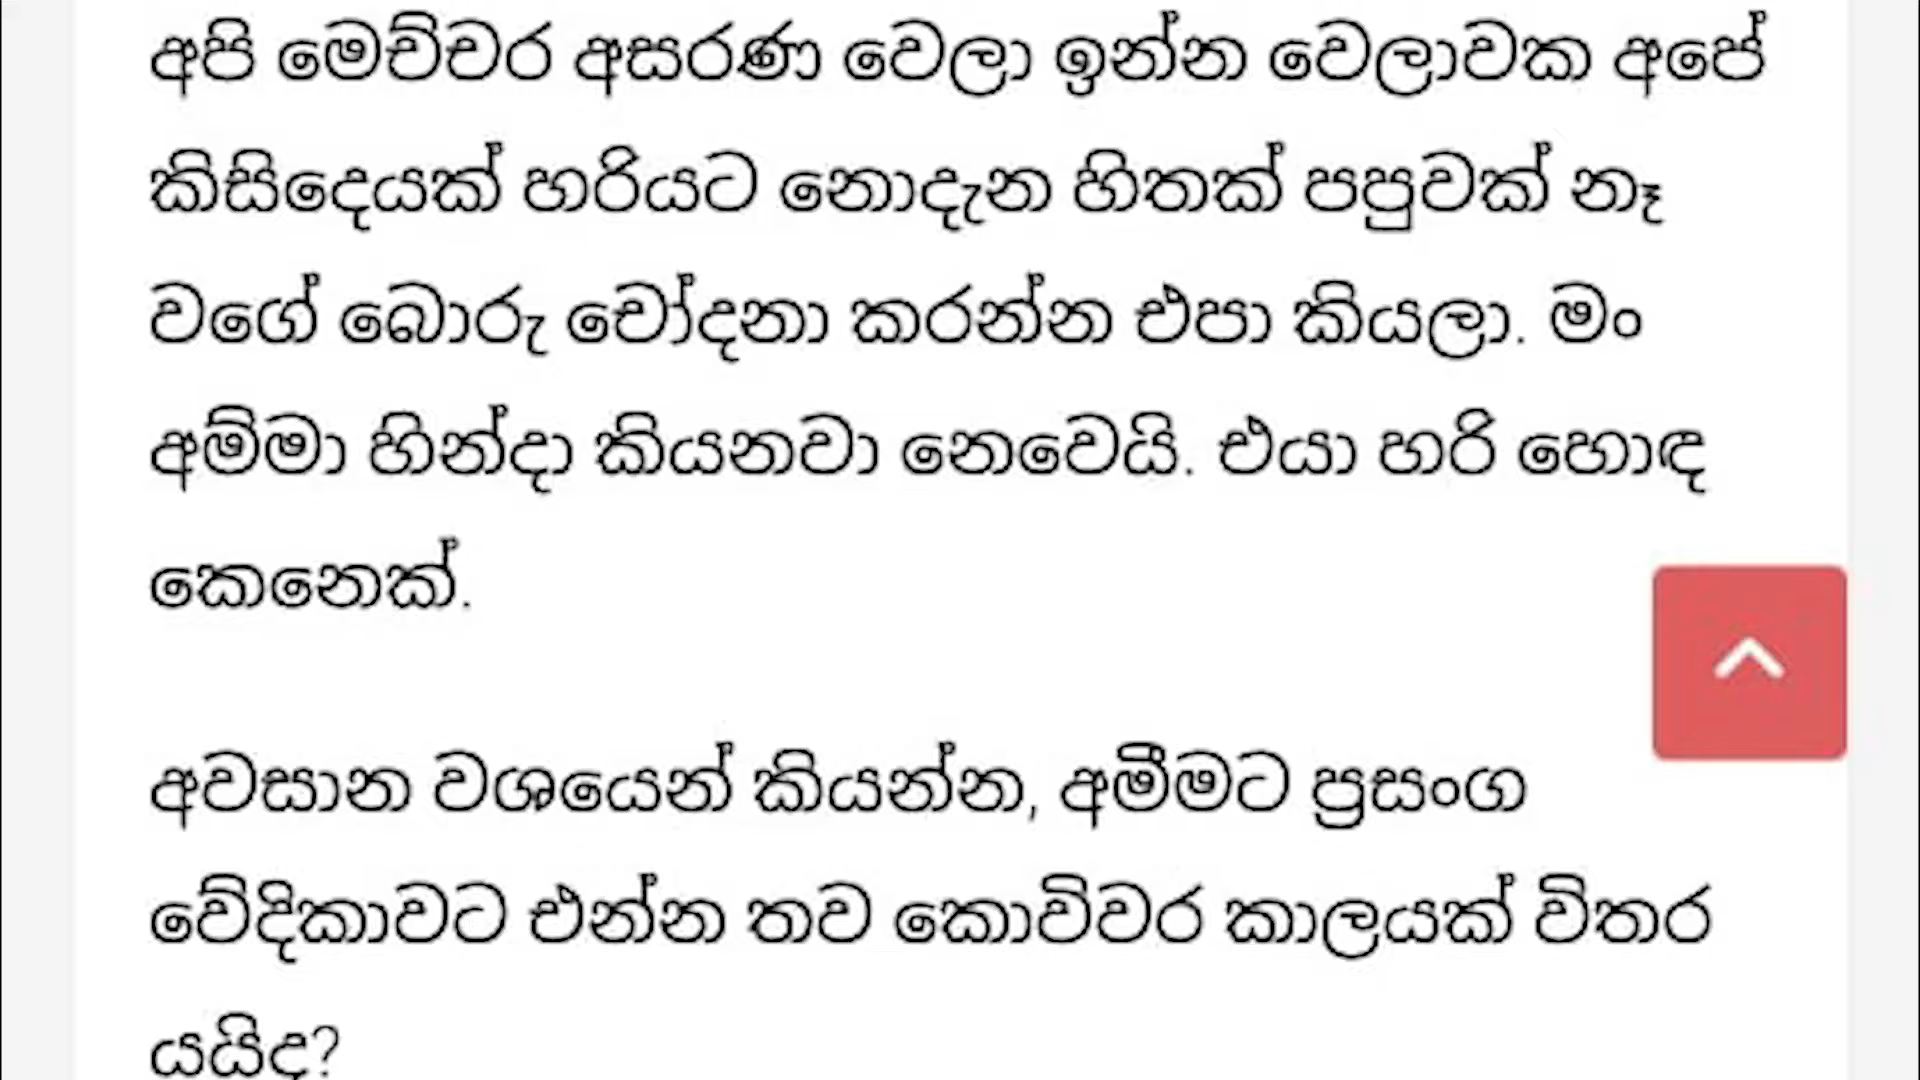 අපි මෙච්චර අසරණ වෙලා ඉන්න වෙලාවක අපේ
කිසිදෙයක් හරියට නොදැන හිතක් පපුවක් නෑ
වගේ බොරු චෝදනා කරන්න එපා කියලා. මං
අම්මා හින්දා කියනවා නෙවෙයි. එයා හරි හොඳ
කෙනෙක්.
අවසාන වශයෙන් කියන්න, අමීමට ප්‍රසංග
වේදිකාවට එන්න තව කොච්චර කාලයක් විතර
යයිද?